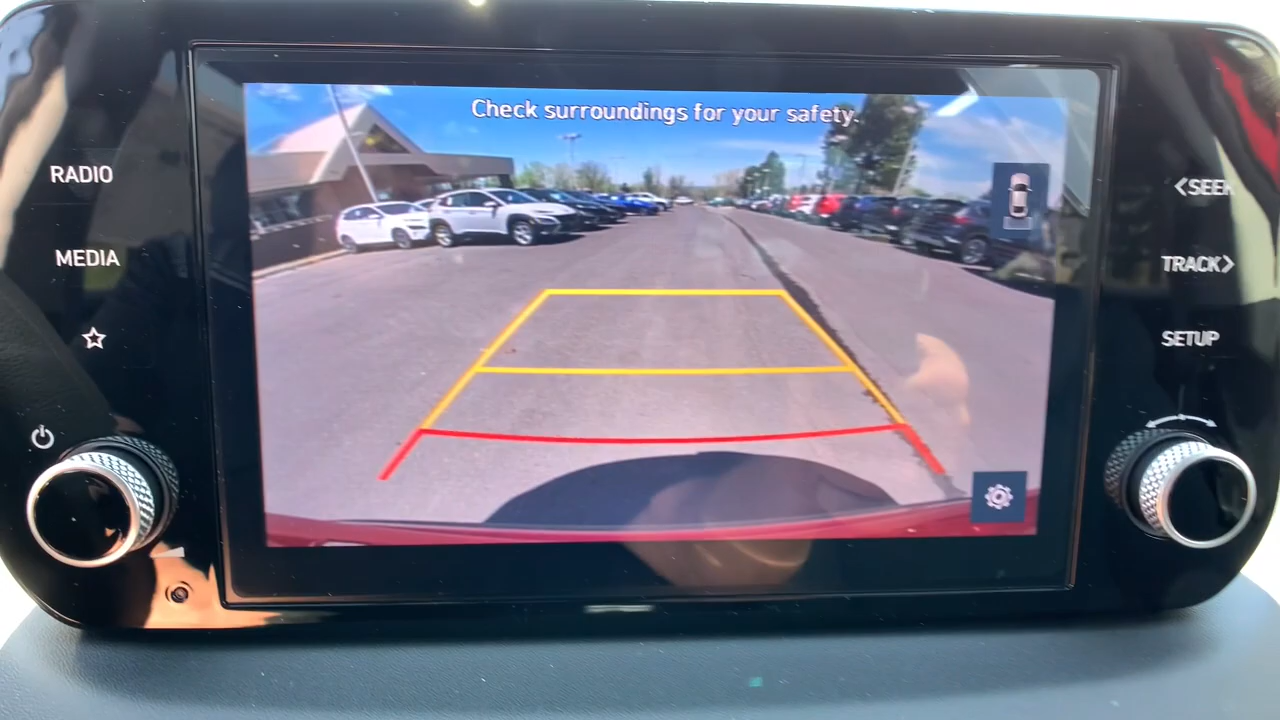 Check surroundings for your safety.
RADIO
MEDIA
<SEEK
TRACK>
SETUP